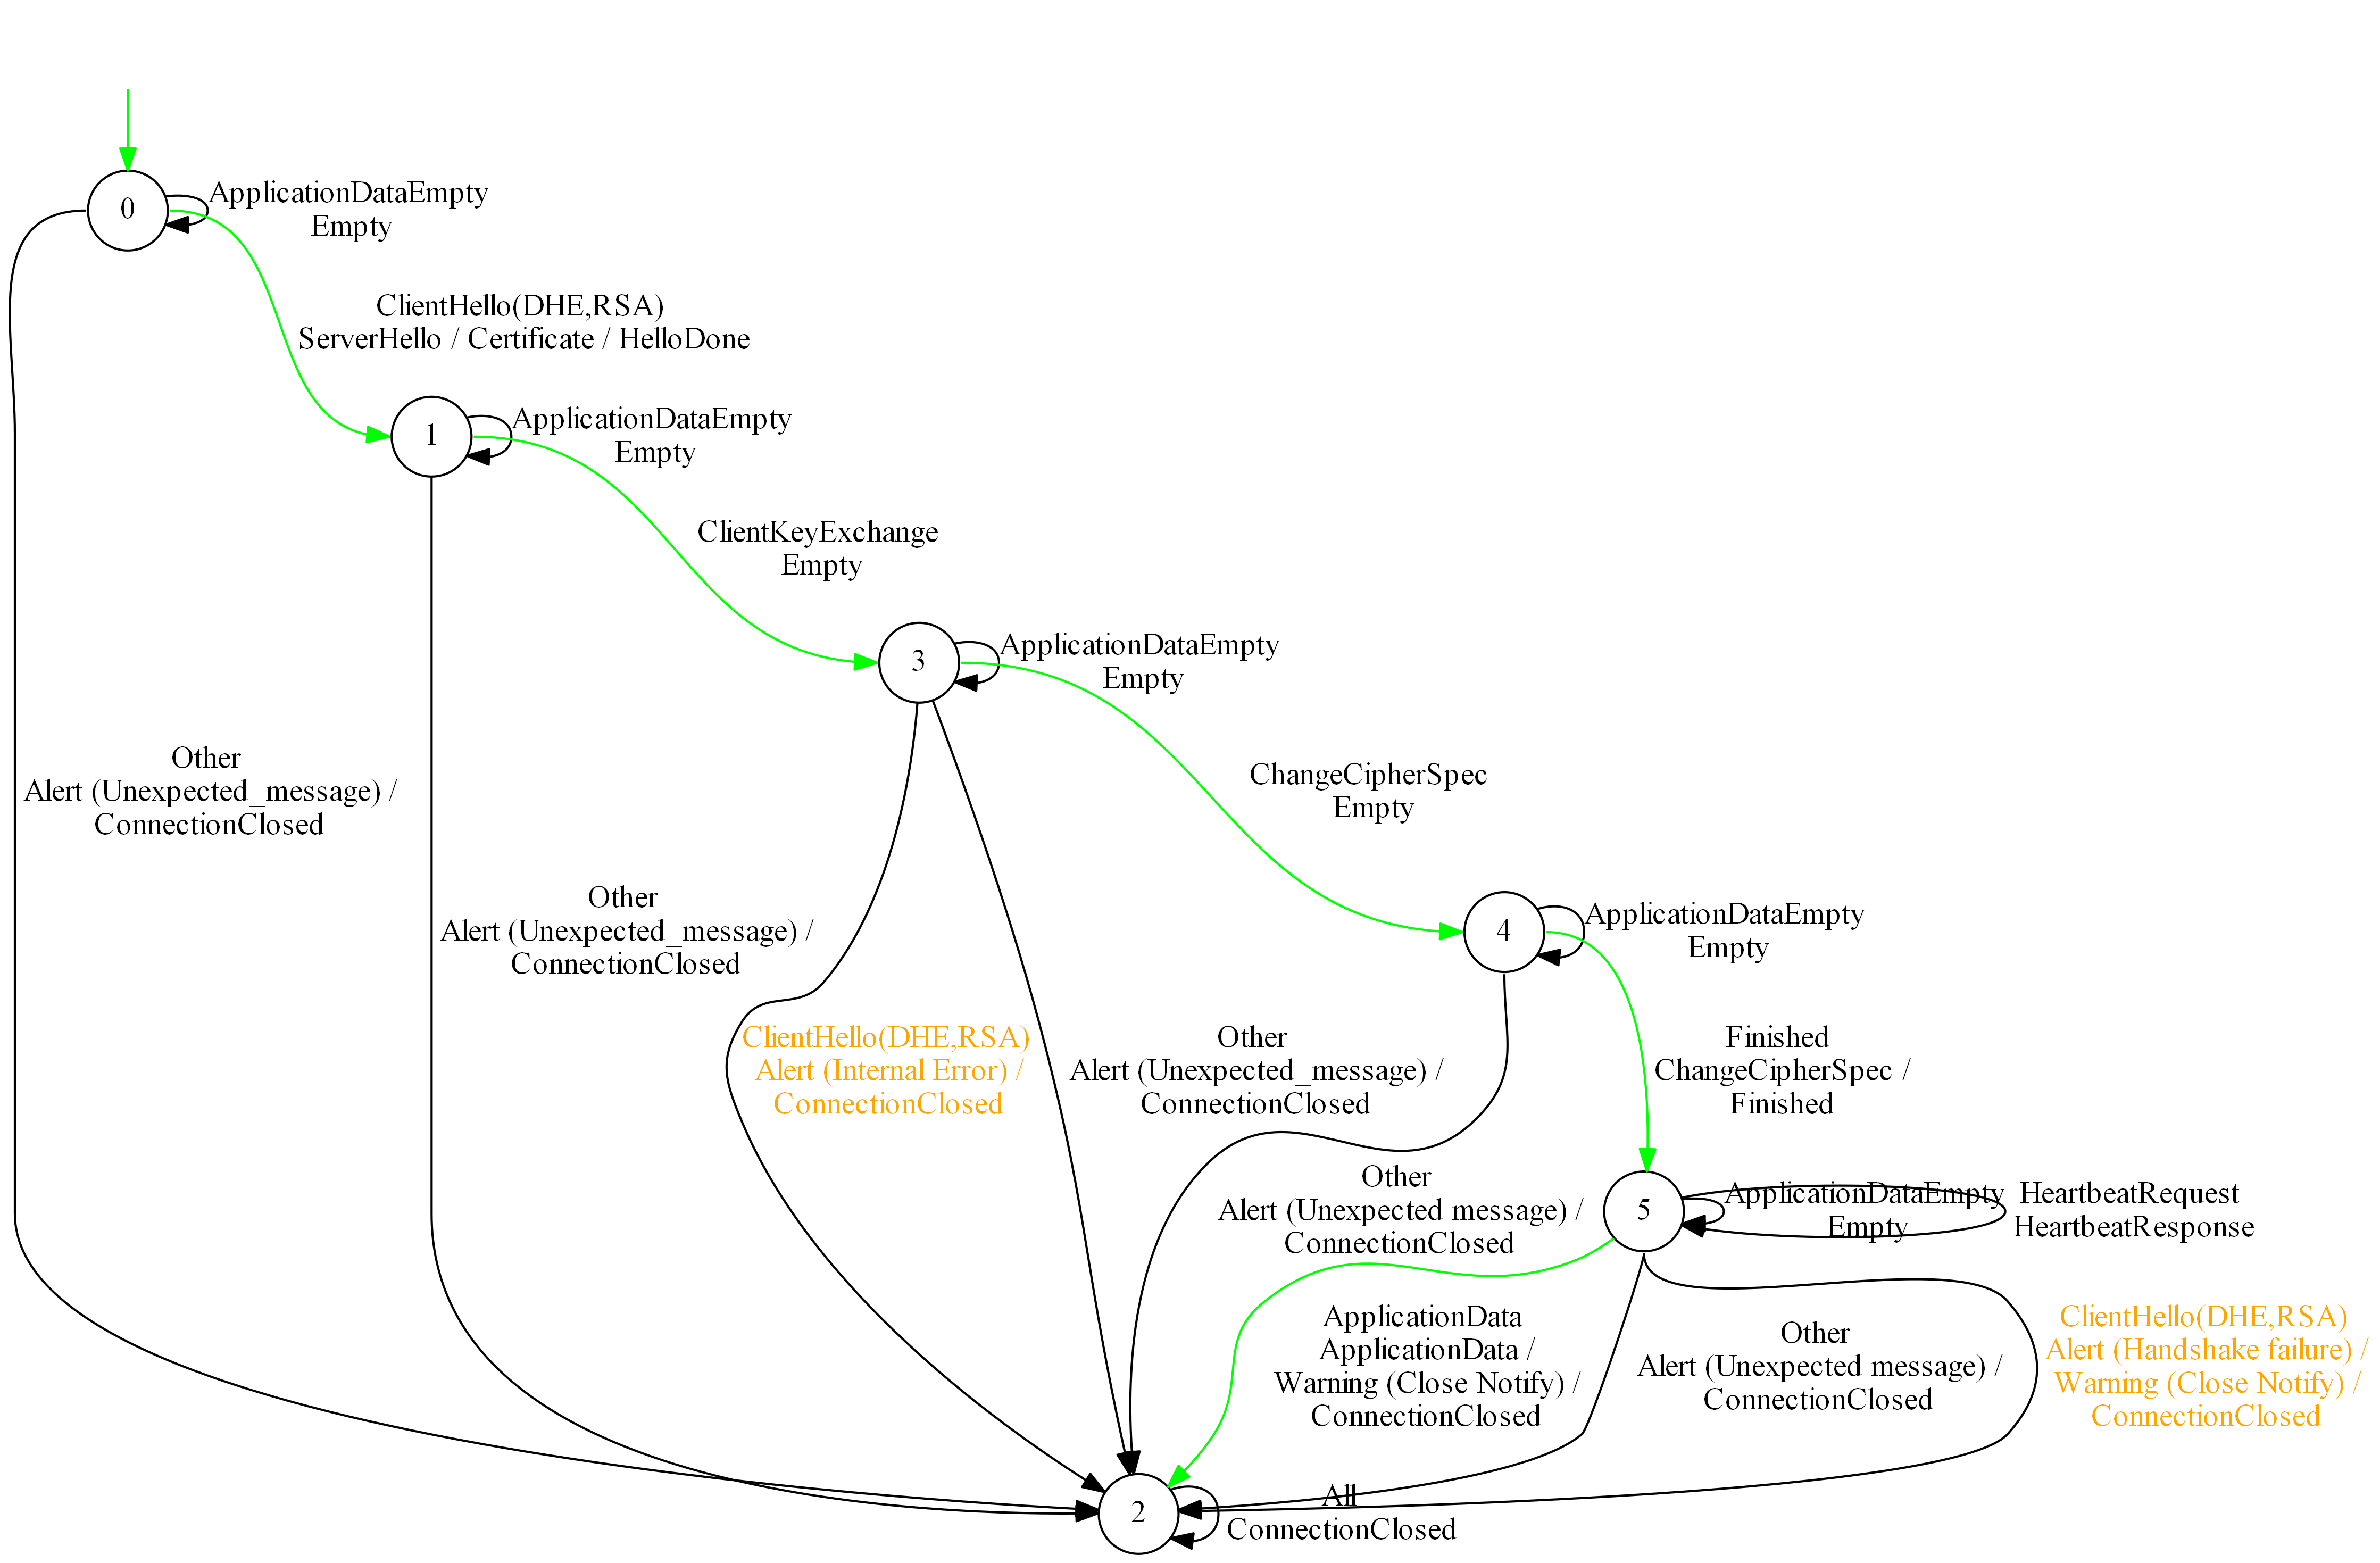 0
ApplicationDataEmpty
Empty
ClientHello(DHE,RSA)
ServerHello / Certificate / HelloDone
1
ApplicationDataEmpty
Empty
ClientKeyExchange
Empty
3
ApplicationDataEmpty
Empty
Other
Alert (Unexpected_message) /
ConnectionClosed
ChangeCipherSpec
Empty
Other
Alert (Unexpected_message) /
ConnectionClosed
4
ApplicationDataEmpty
Empty
ClientHello(DHE,RSA)
Alert (Internal Error) /
ConnectionClosed
Other
Alert (Unexpected_message) /
ConnectionClosed
Finished
ChangeCipherSpec /
Finished
Other
Alert (Unexpected message) /
ConnectionClosed
5
ApplicationDataEmpty
Empty
HeartbeatRequest
HeartbeatResponse
ApplicationData
ApplicationData /
Warning (Close Notify) /
ConnectionClosed
Other
Alert (Unexpected message) /
ConnectionClosed
ClientHello(DHE,RSA)
Alert (Handshake failure) /
Warning (Close Notify) /
ConnectionClosed
2
All
ConnectionClosed